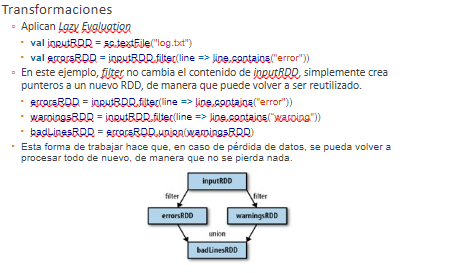 Transformaciones
Aplican Lazy Evaluation
val inputRDD = sc.textFile("log.txt")
val errorsRDD = inputRDD.filter(line => line.contains("error"))
En este ejemplo, filter no cambia el contenido de inputRDD, simplemente crea
punteros a un nuevo RDD, de manera que puede volver a ser reutilizado.
errorsRDD = inputRDD.filter(line => line.contains("error"))
warningsRDD = inputRDD.filter(line => line.contains("warning"))
badLinesRDD = errorsRDD.union(warningsRDD)
Esta forma de trabajar hace que, en caso de pérdida de datos, se pueda volver a
procesar todo de nuevo, de manera que no se pierda nada.
inputRDD
filter
filter
errorsRDD
warningsRDD
union
badLinesRDD